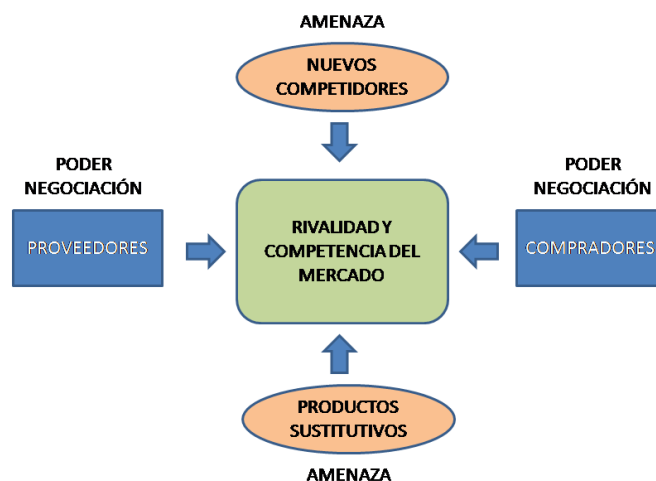 AMENAZA
NUEVOS
COMPETIDORES
PODER
NEGOCIACIÓN
PROVEEDORES
RIVALIDAD Y
COMPETENCIA DEL
MERCADO
PODER
NEGOCIACIÓN
COMPRADORES
PRODUCTOS
SUSTITUTIVOS
AMENAZA